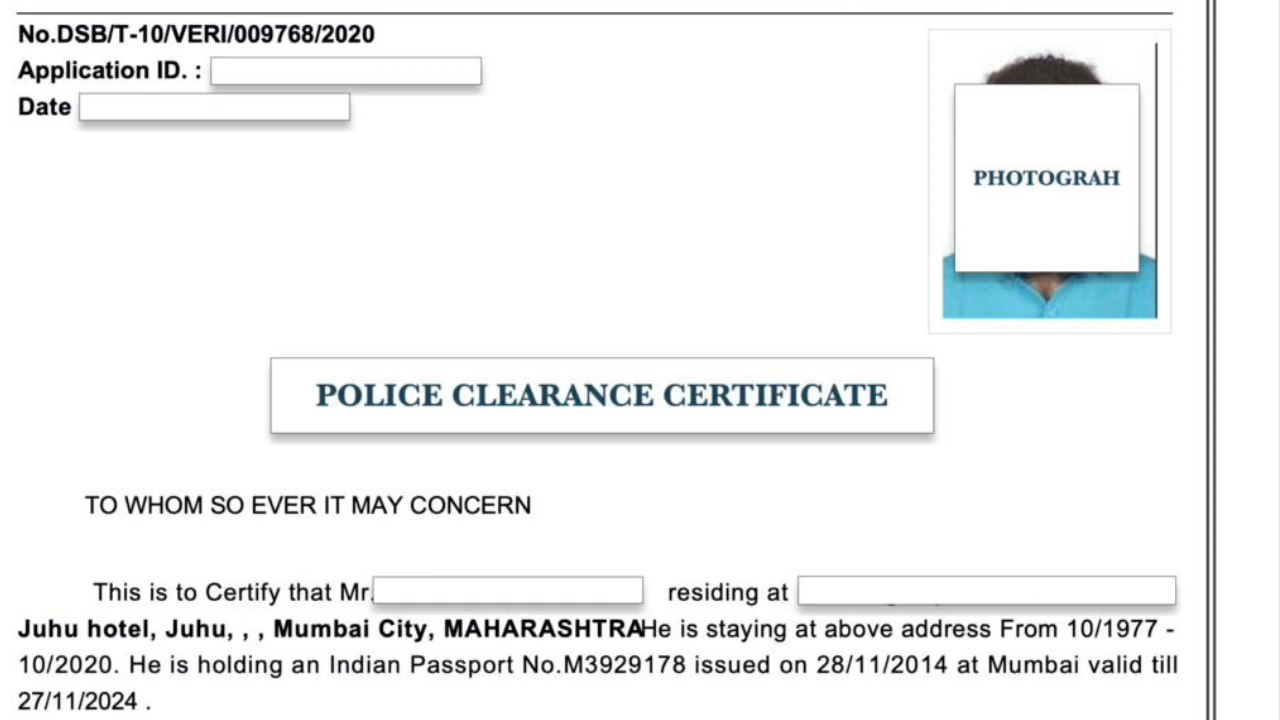 No.DSB/T-10/VERI/009768/2020
Application ID. :
Date
PHOTOGRAH
POLICE CLEARANCE CERTIFICATE
TO WHOM SO EVER IT MAY CONCERN
This is to Certify that Mr. residing at
Juhu hotel, Juhu, , , Mumbai City, MAHARASHTRAHe is staying at above address From 10/1977 -
10/2020. He is holding an Indian Passport No.M3929178 issued on 28/11/2014 at Mumbai valid till
27/11/2024 .